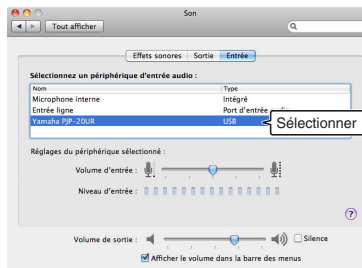 Son
Tout afficher
Effets sonores Sortie Entrée
Sélectionnez un périphérique d'entrée audio :
Nom Type
Microphone interne Intégré
Entrée ligne Port d'entrée
Yamaha PJP-20UR USB
Sélectionner
Réglages du périphérique sélectionné :
Volume d'entrée :
Niveau d'entrée :
?
Volume de sortie : Silence
Afficher le volume dans la barre des menus